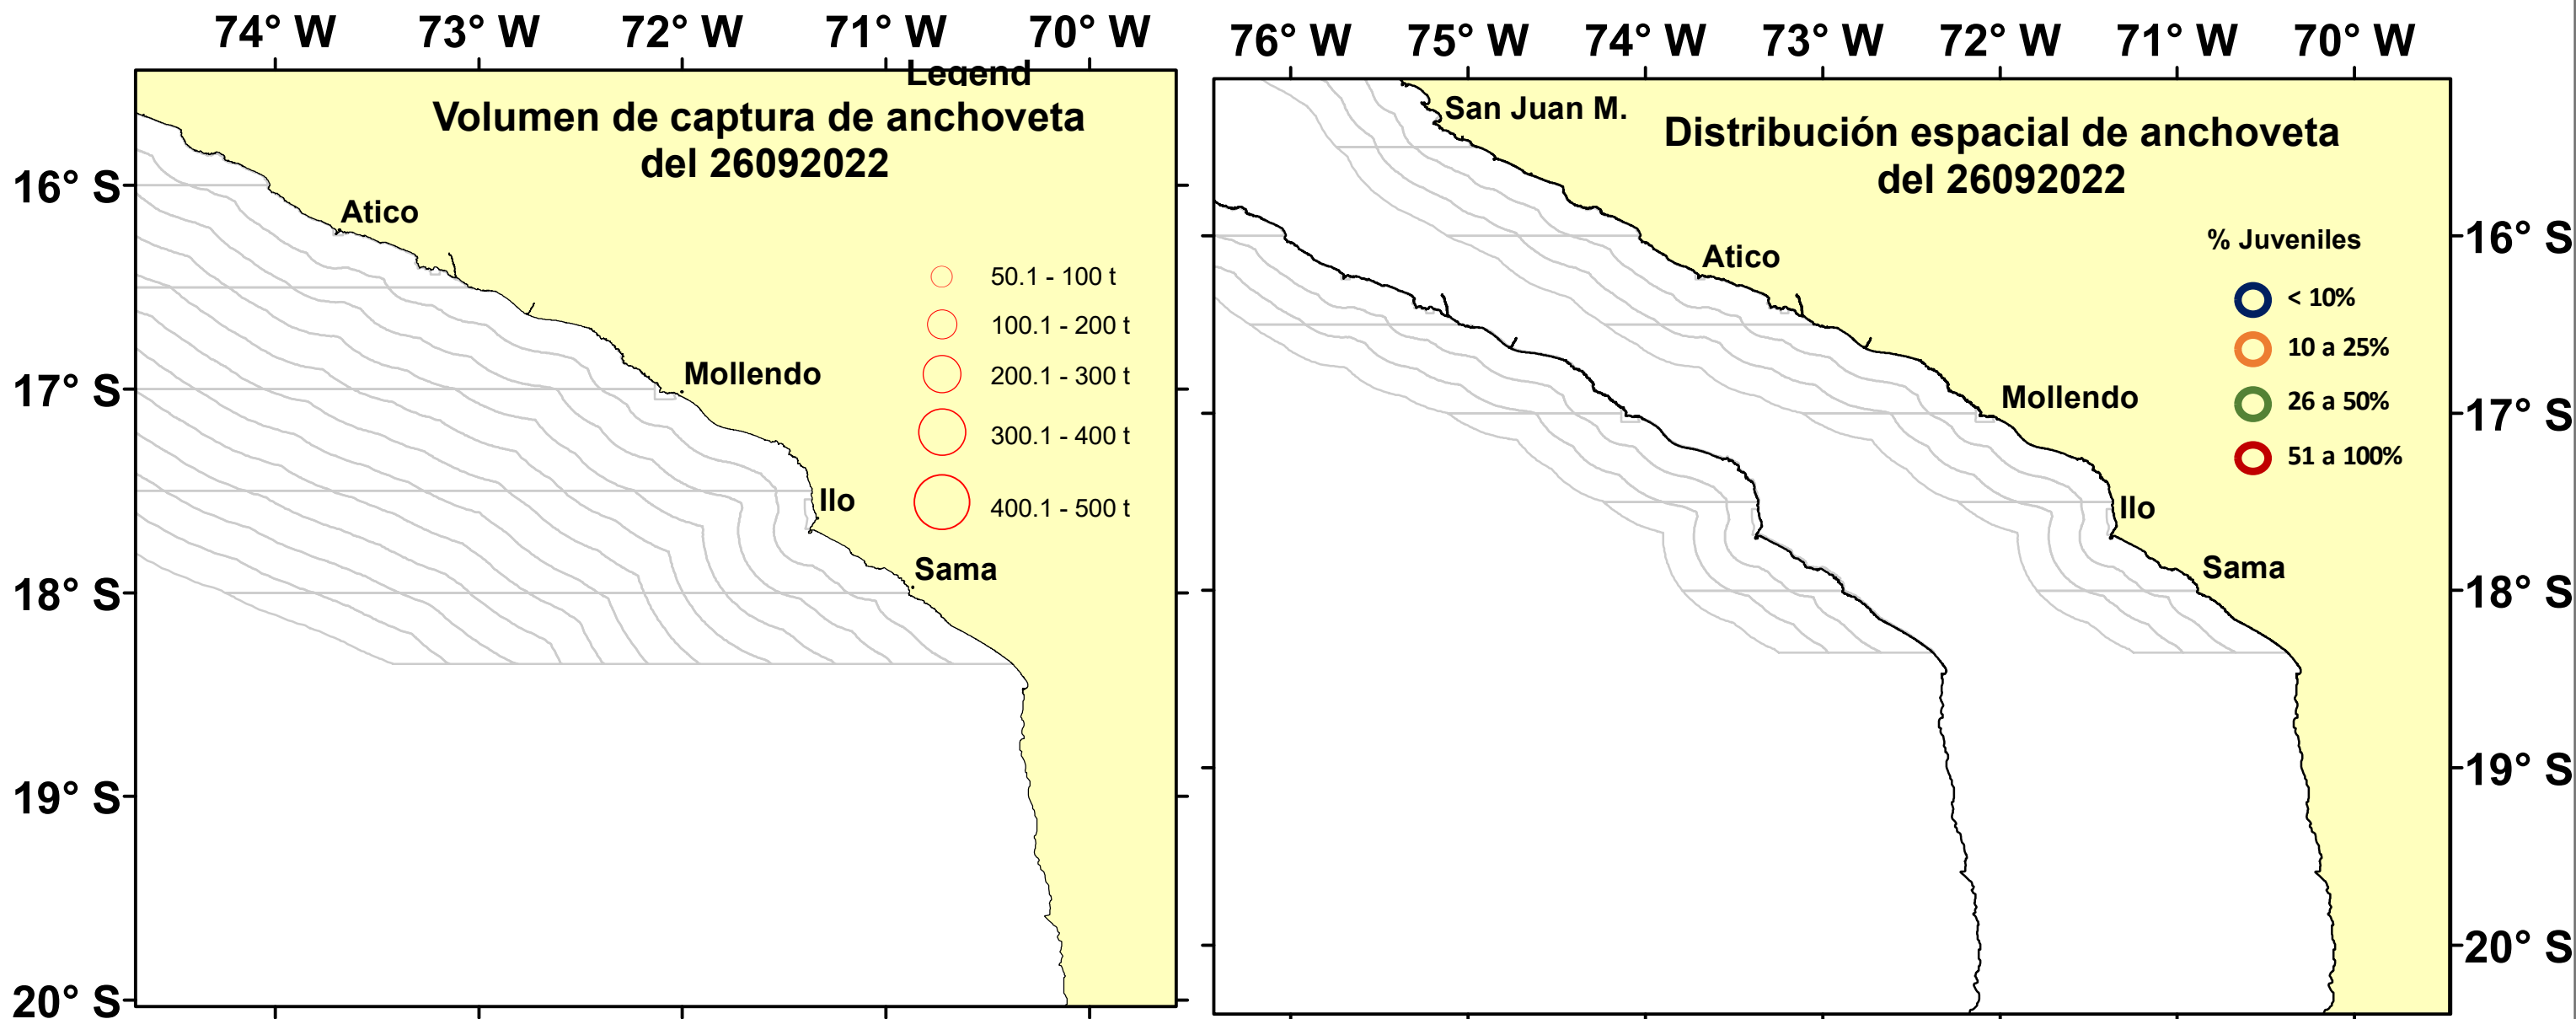 74° W 73° W 72° W 71° W 70° W
Legend
Volumen de captura de anchoveta
del 26092022
16° S
Atico
50.1 - 100 t
100.1 - 200 t
200.1 - 300 t
300.1 - 400 t
400.1 - 500 t
17° S
Mollendo
Ilo
Sama
18° S
19° S
20° S
76° W 75° W 74° W 73° W 72° W 71° W 70° W
San Juan M.
Distribución espacial de anchoveta
del 26092022
% Juveniles
< 10%
10 a 25%
26 a 50%
51 a 100%
Atico
Mollendo
Ilo
Sama
16° S
17° S
18° S
19° S
20° S